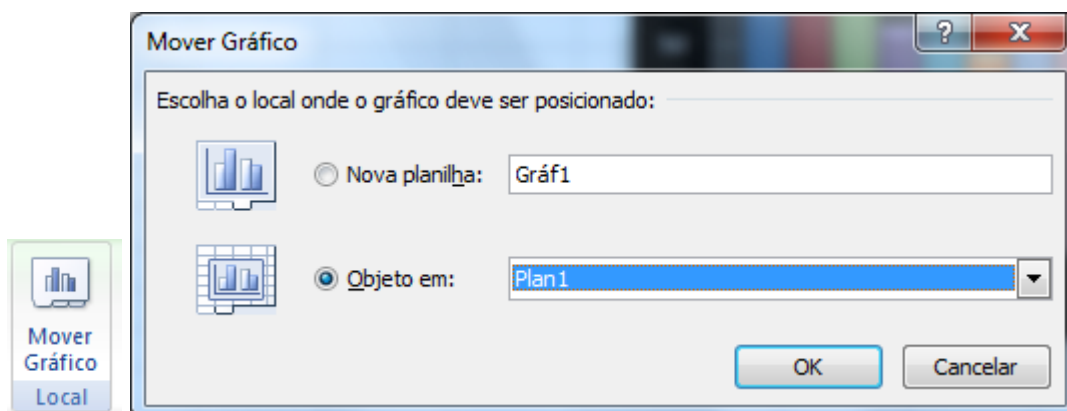 Mover Gráfico
Escolha o local onde o gráfico deve ser posicionado:
Nova planilha: Gráf1
Objeto em: Plan1
OK Cancelar
Mover
Gráfico
Local